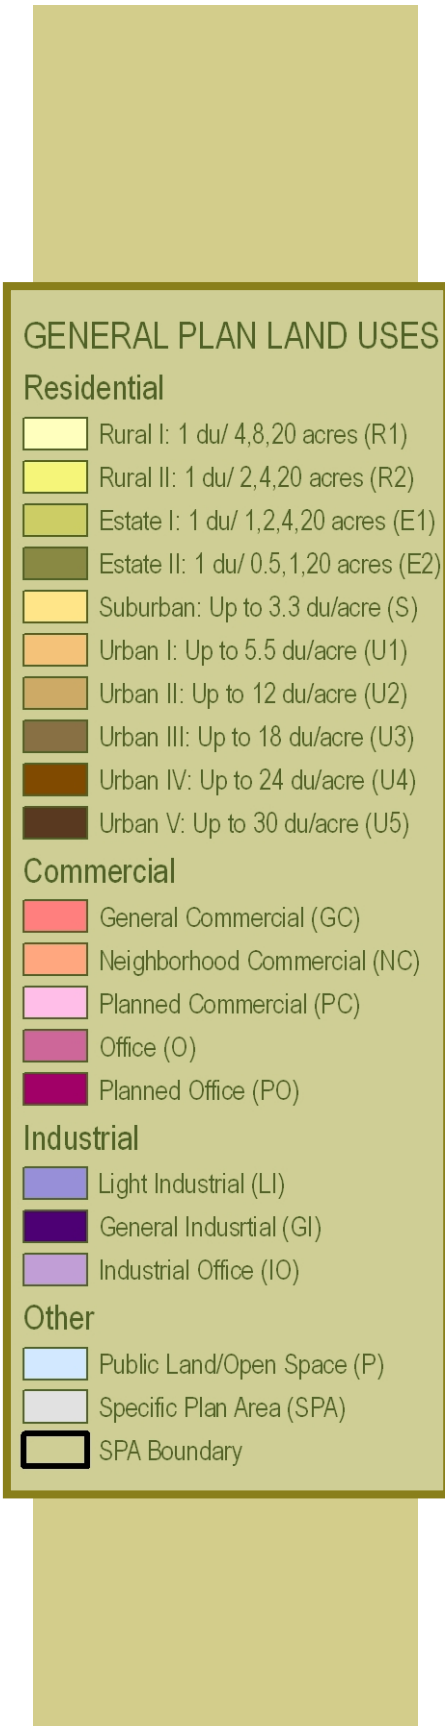 GENERAL PLAN LAND USES
Residential
Rural I: 1 du/ 4,8,20 acres (R1)
Rural II: 1 du/ 2,4,20 acres (R2)
Estate I: 1 du/ 1,2,4,20 acres (E1)
Estate II: 1 du/ 0.5,1,20 acres (E2)
Suburban: Up to 3.3 du/acre (S)
Urban I: Up to 5.5 du/acre (U1)
Urban II: Up to 12 du/acre (U2)
Urban III: Up to 18 du/acre (U3)
Urban IV: Up to 24 du/acre (U4)
Urban V: Up to 30 du/acre (U5)
Commercial
General Commercial (GC)
Neighborhood Commercial (NC)
Planned Commercial (PC)
Office (O)
Planned Office (PO)
Industrial
Light Industrial (LI)
General Indusrtial (GI)
Industrial Office (IO)
Other
Public Land/Open Space (P)
Specific Plan Area (SPA)
SPA Boundary